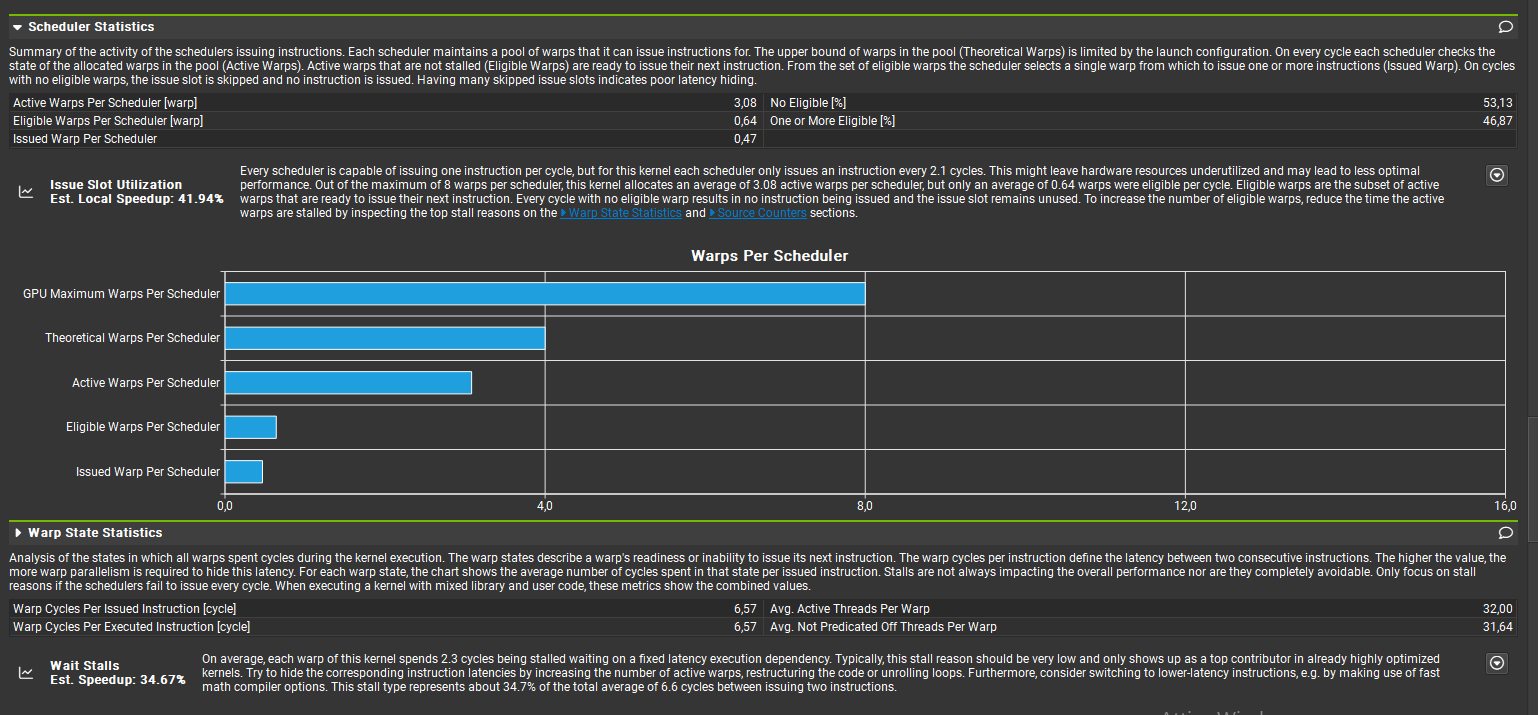 Scheduler Statistics
Summary of the activity of the schedulers issuing instructions. Each scheduler maintains a pool of warps that it can issue instructions for. The upper bound of warps in the pool (Theoretical Warps) is limited by the launch configuration. On every cycle each scheduler checks the
state of the allocated warps in the pool (Active Warps). Active warps that are not stalled (Eligible Warps) are ready to issue their next instruction. From the set of eligible warps the scheduler selects a single warp from which to issue one or more instructions (Issued Warp). On cycles
with no eligible warps, the issue slot is skipped and no instruction is issued. Having many skipped issue slots indicates poor latency hiding.
Active Warps Per Scheduler [warp] 3,08 No Eligible [%] 53,13
Eligible Warps Per Scheduler [warp] 0,64 One or More Eligible [%] 46,87
Issued Warp Per Scheduler 0,47
Issue Slot Utilization
Est. Local Speedup: 41.94%
Every scheduler is capable of issuing one instruction per cycle, but for this kernel each scheduler only issues an instruction every 2.1 cycles. This might leave hardware resources underutilized and may lead to less optimal
performance. Out of the maximum of 8 warps per scheduler, this kernel allocates an average of 3.08 active warps per scheduler, but only an average of 0.64 warps were eligible per cycle. Eligible warps are the subset of active
warps that are ready to issue their next instruction. Every cycle with no eligible warp results in no instruction being issued and the issue slot remains unused. To increase the number of eligible warps, reduce the time the active
warps are stalled by inspecting the top stall reasons on the Warp State Statistics and Source Counters sections.
Warps Per Scheduler
GPU Maximum Warps Per Scheduler
Theoretical Warps Per Scheduler
Active Warps Per Scheduler
Eligible Warps Per Scheduler
Issued Warp Per Scheduler
0,0 4,0 8,0 12,0 16,0
Warp State Statistics
Analysis of the states in which all warps spent cycles during the kernel execution. The warp states describe a warp's readiness or inability to issue its next instruction. The warp cycles per instruction define the latency between two consecutive instructions. The higher the value, the
more warp parallelism is required to hide this latency. For each warp state, the chart shows the average number of cycles spent in that state per issued instruction. Stalls are not always impacting the overall performance nor are they completely avoidable. Only focus on stall
reasons if the schedulers fail to issue every cycle. When executing a kernel with mixed library and user code, these metrics show the combined values.
Warp Cycles Per Issued Instruction [cycle] 6,57 Avg. Active Threads Per Warp 32,00
Warp Cycles Per Executed Instruction [cycle] 6,57 Avg. Not Predicated Off Threads Per Warp 31,64
Wait Stalls
Est. Speedup: 34.67%
On average, each warp of this kernel spends 2.3 cycles being stalled waiting on a fixed latency execution dependency. Typically, this stall reason should be very low and only shows up as a top contributor in already highly optimized
kernels. Try to hide the corresponding instruction latencies by increasing the number of active warps, restructuring the code or unrolling loops. Furthermore, consider switching to lower-latency instructions, e.g. by making use of fast
math compiler options. This stall type represents about 34.7% of the total average of 6.6 cycles between issuing two instructions.